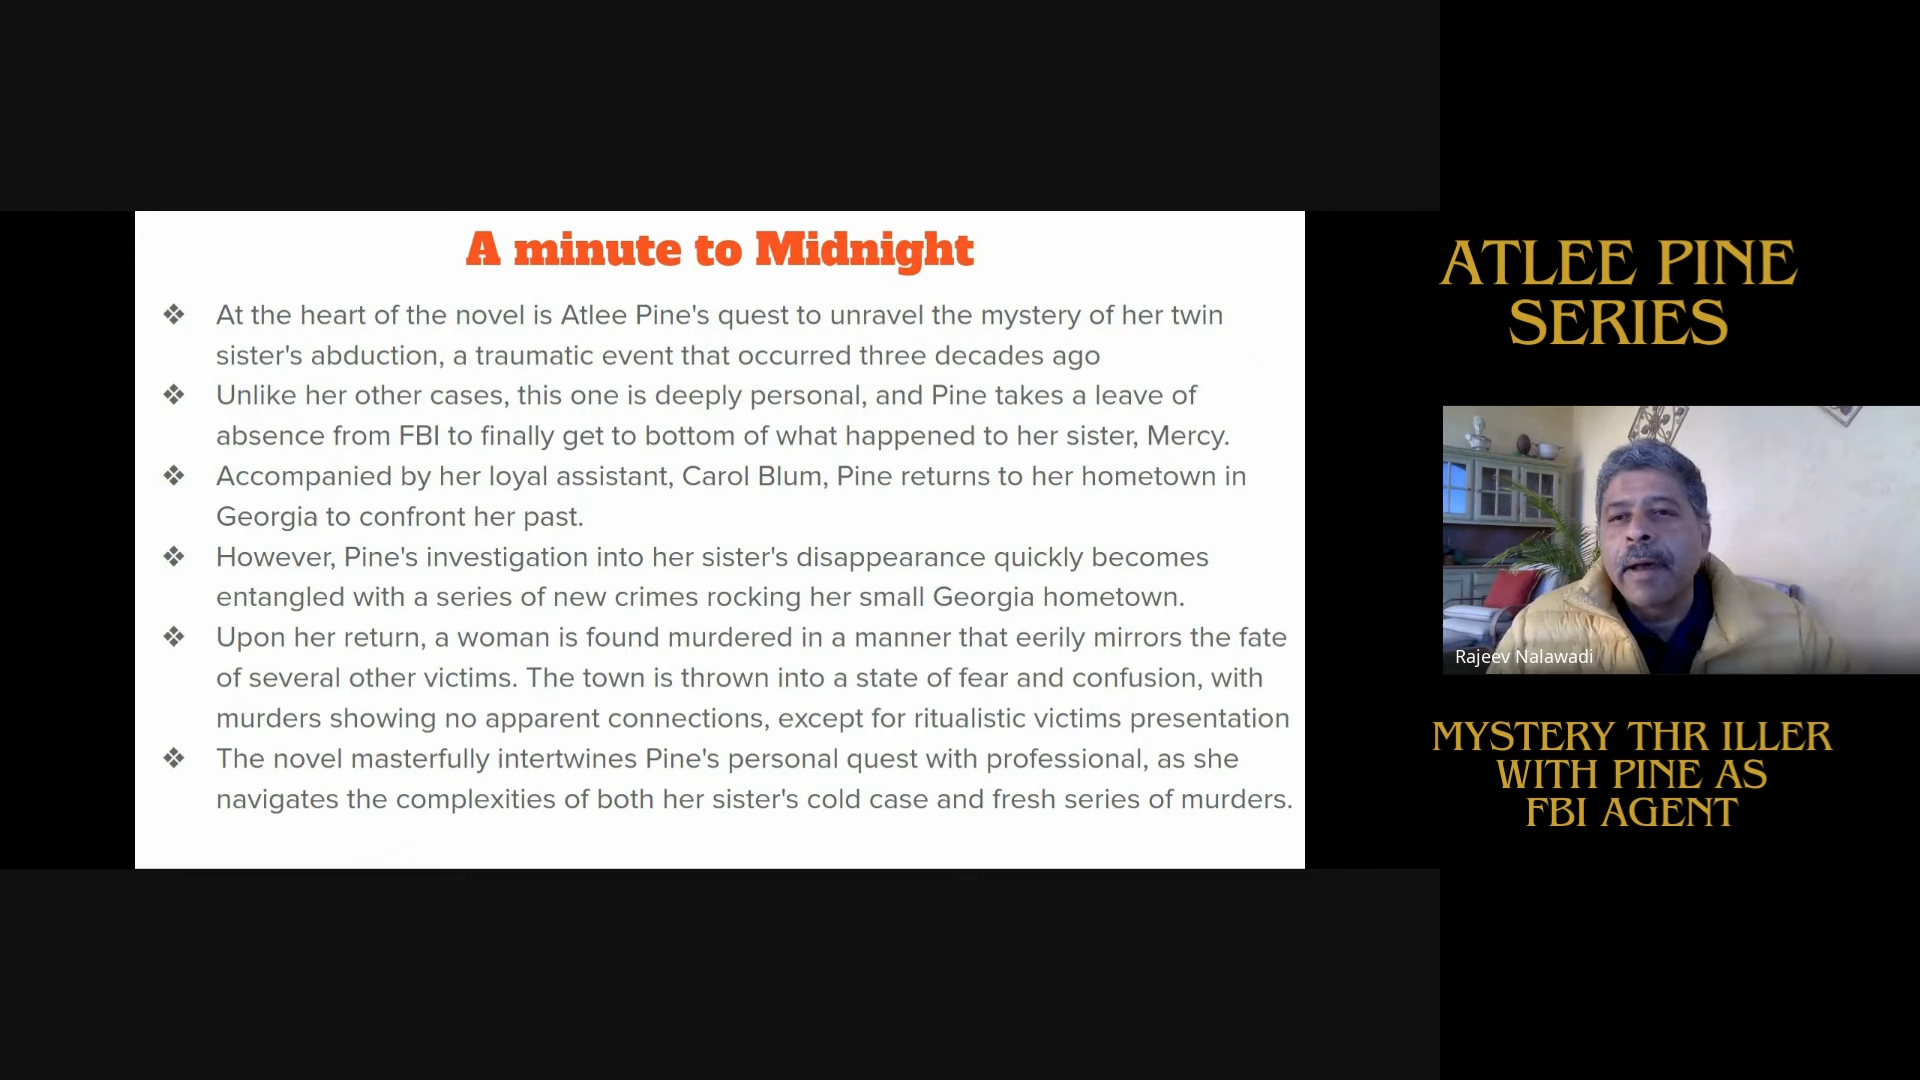 A minute to Midnight
❖ At the heart of the novel is Atlee Pine's quest to unravel the mystery of her twin
sister's abduction, a traumatic event that occurred three decades ago
❖ Unlike her other cases, this one is deeply personal, and Pine takes a leave of
absence from FBI to finally get to bottom of what happened to her sister, Mercy.
❖ Accompanied by her loyal assistant, Carol Blum, Pine returns to her hometown in
Georgia to confront her past.
❖ However, Pine's investigation into her sister's disappearance quickly becomes
entangled with a series of new crimes rocking her small Georgia hometown.
❖ Upon her return, a woman is found murdered in a manner that eerily mirrors the fate
of several other victims. The town is thrown into a state of fear and confusion, with
murders showing no apparent connections, except for ritualistic victims presentation
❖ The novel masterfully intertwines Pine's personal quest with professional, as she
navigates the complexities of both her sister's cold case and fresh series of murders.
ATLEE PINE
SERIES
Rajeev Nalawadi
MYSTERY THR ILLER
WITH PINE AS
FBI AGENT